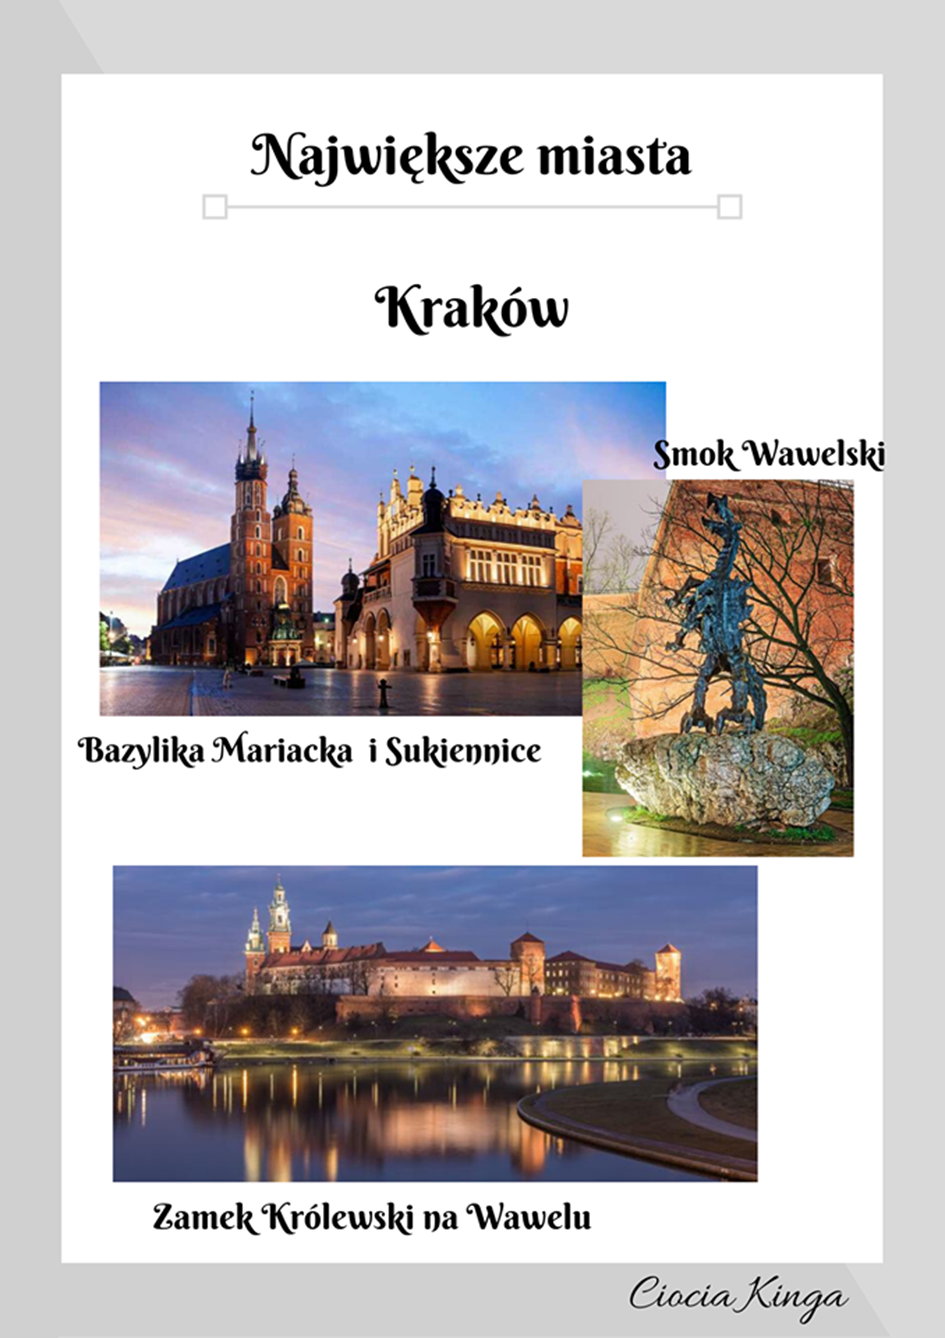 Największe miasta
Kraków
Smok Wawelski
Bazylika Mariacka i Sukiennice
Zamek Królewski na Wawelu
Ciocia Kinga